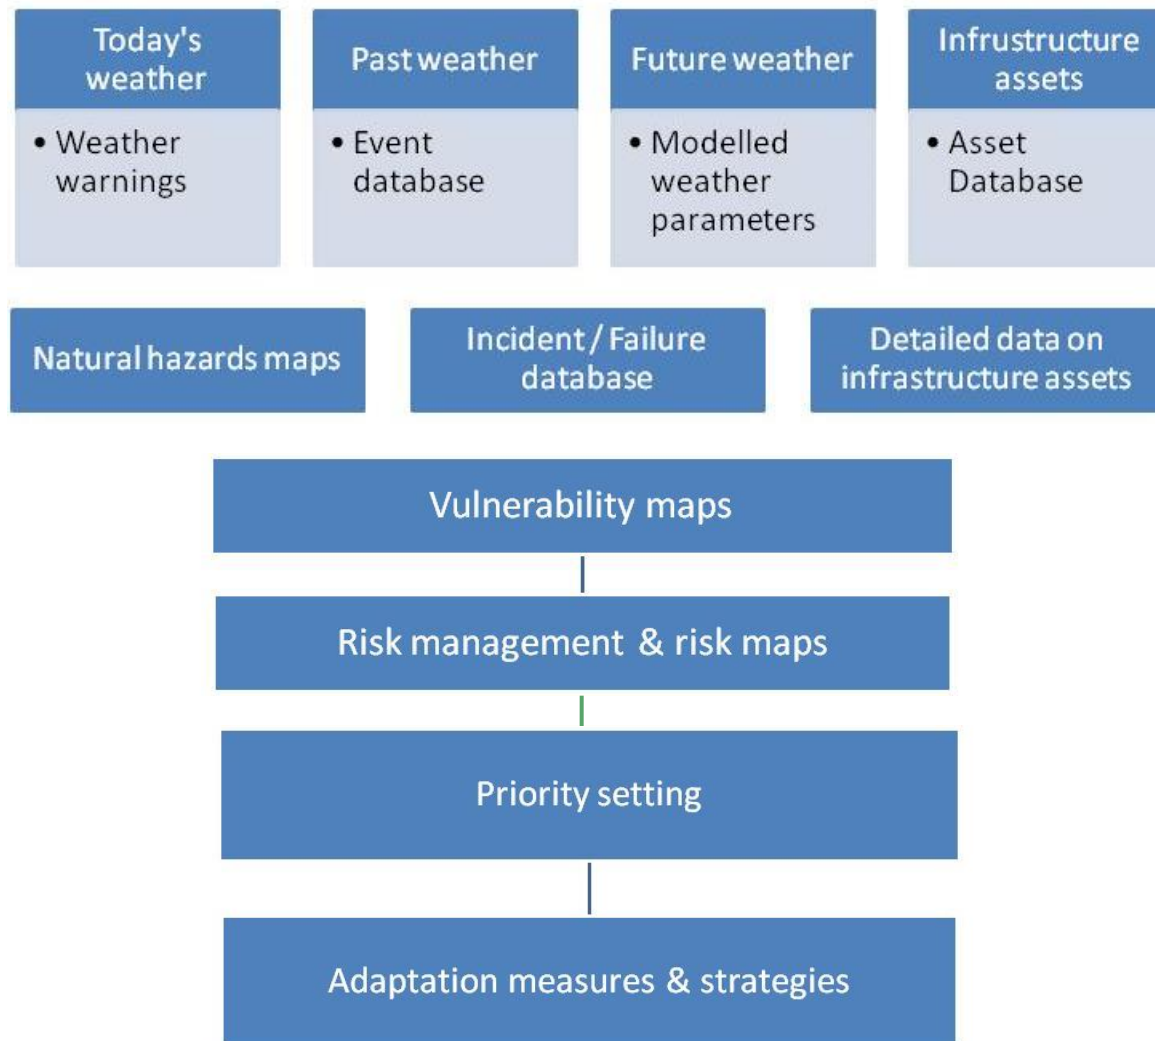 Today's
weather
Past weather
Future weather
Infrustructure
assets
• Weather
warnings
• Event
database
• Modelled
weather
parameters
• Asset
Database
Natural hazards maps
Incident / Failure
database
Detailed data on
infrastructure assets
Vulnerability maps
Risk management & risk maps
Priority setting
Adaptation measures & strategies